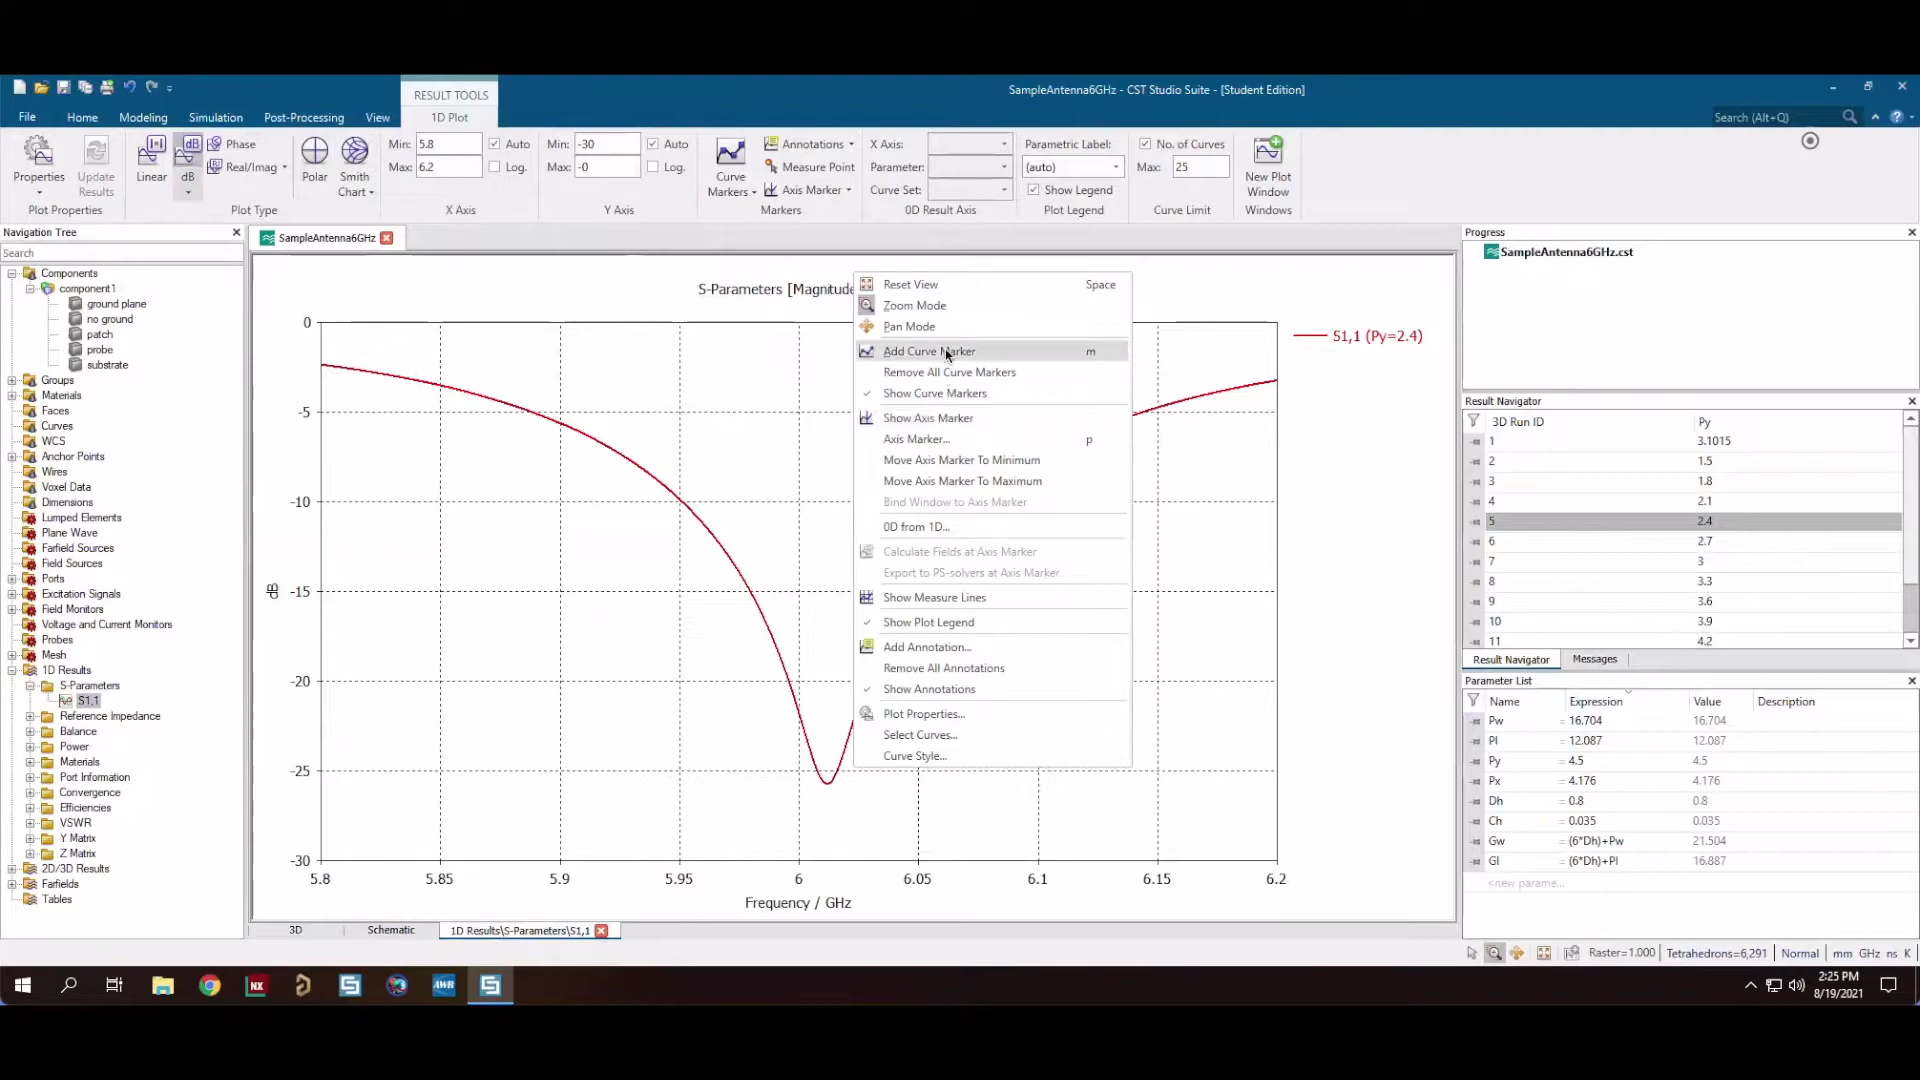 RESULT TOOLS
SampleAntenna6GHz - CST Studio Suite - [Student Edition]
File Home Modeling Simulation Post-Processing View 1D Plot
Search (Alt+Q)
Properties
Update Results
Plot Properties
Linear
dB
Phase
Real/Imag
Plot Type
Polar
Smith Chart
Min: 5.8 Auto
Max: 6.2 Log.
X Axis
Min: -30 Auto
Max: -0 Log.
Y Axis
Curve Markers
Annotations
Measure Point
Axis Marker
Markers
X Axis:
Parameter:
Curve Set:
0D Result Axis
Parametric Label:
(auto)
Show Legend
Plot Legend
No. of Curves
Max: 25
Curve Limit
New Plot Window
Windows
Navigation Tree
Search
Components
component1
ground plane
no ground
patch
probe
substrate
Groups
Materials
Faces
Curves
WCS
Anchor Points
Wires
Voxel Data
Dimensions
Lumped Elements
Plane Wave
Farfield Sources
Field Sources
Ports
Excitation Signals
Field Monitors
Voltage and Current Monitors
Probes
Mesh
1D Results
S-Parameters
S1,1
Reference Impedance
Balance
Power
Materials
Port Information
Convergence
Efficiencies
VSWR
Y Matrix
Z Matrix
2D/3D Results
Farfields
Tables
SampleAntenna6GHz
S-Parameters [Magnitude
0
-5
-10
-15
-20
-25
-30
dB
5.8 5.85 5.9 5.95 6 6.05 6.1 6.15 6.2
Frequency / GHz
S1,1 (Py=2.4)
Reset View Space
Zoom Mode
Pan Mode
Add Curve Marker m
Remove All Curve Markers
Show Curve Markers
Show Axis Marker
Axis Marker... p
Move Axis Marker To Minimum
Move Axis Marker To Maximum
Bind Window to Axis Marker
0D from 1D...
Calculate Fields at Axis Marker
Export to PS-solvers at Axis Marker
Show Measure Lines
Show Plot Legend
Add Annotation...
Remove All Annotations
Show Annotations
Plot Properties...
Select Curves...
Curve Style...
3D Schematic 1D Results\S-Parameters\S1,1
Progress
SampleAntenna6GHz.cst
Result Navigator
3D Run ID Py
1 3.1015
2 1.5
3 1.8
4 2.1
5 2.4
6 2.7
7 3
8 3.3
9 3.6
10 3.9
11 4.2
Result Navigator Messages
Parameter List
Name Expression Value Description
Pw = 16.704 16.704
Pl = 12.087 12.087
Py = 4.5 4.5
Px = 4.176 4.176
Dh = 0.8 0.8
Ch = 0.035 0.035
Gw = (6*Dh)+Pw 21.504
Gl = (6*Dh)+Pl 16.887
<new parame...
Raster=1.000 Tetrahedrons=6,291 Normal mm GHz ns K
NX
AWR
2:25 PM
8/19/2021